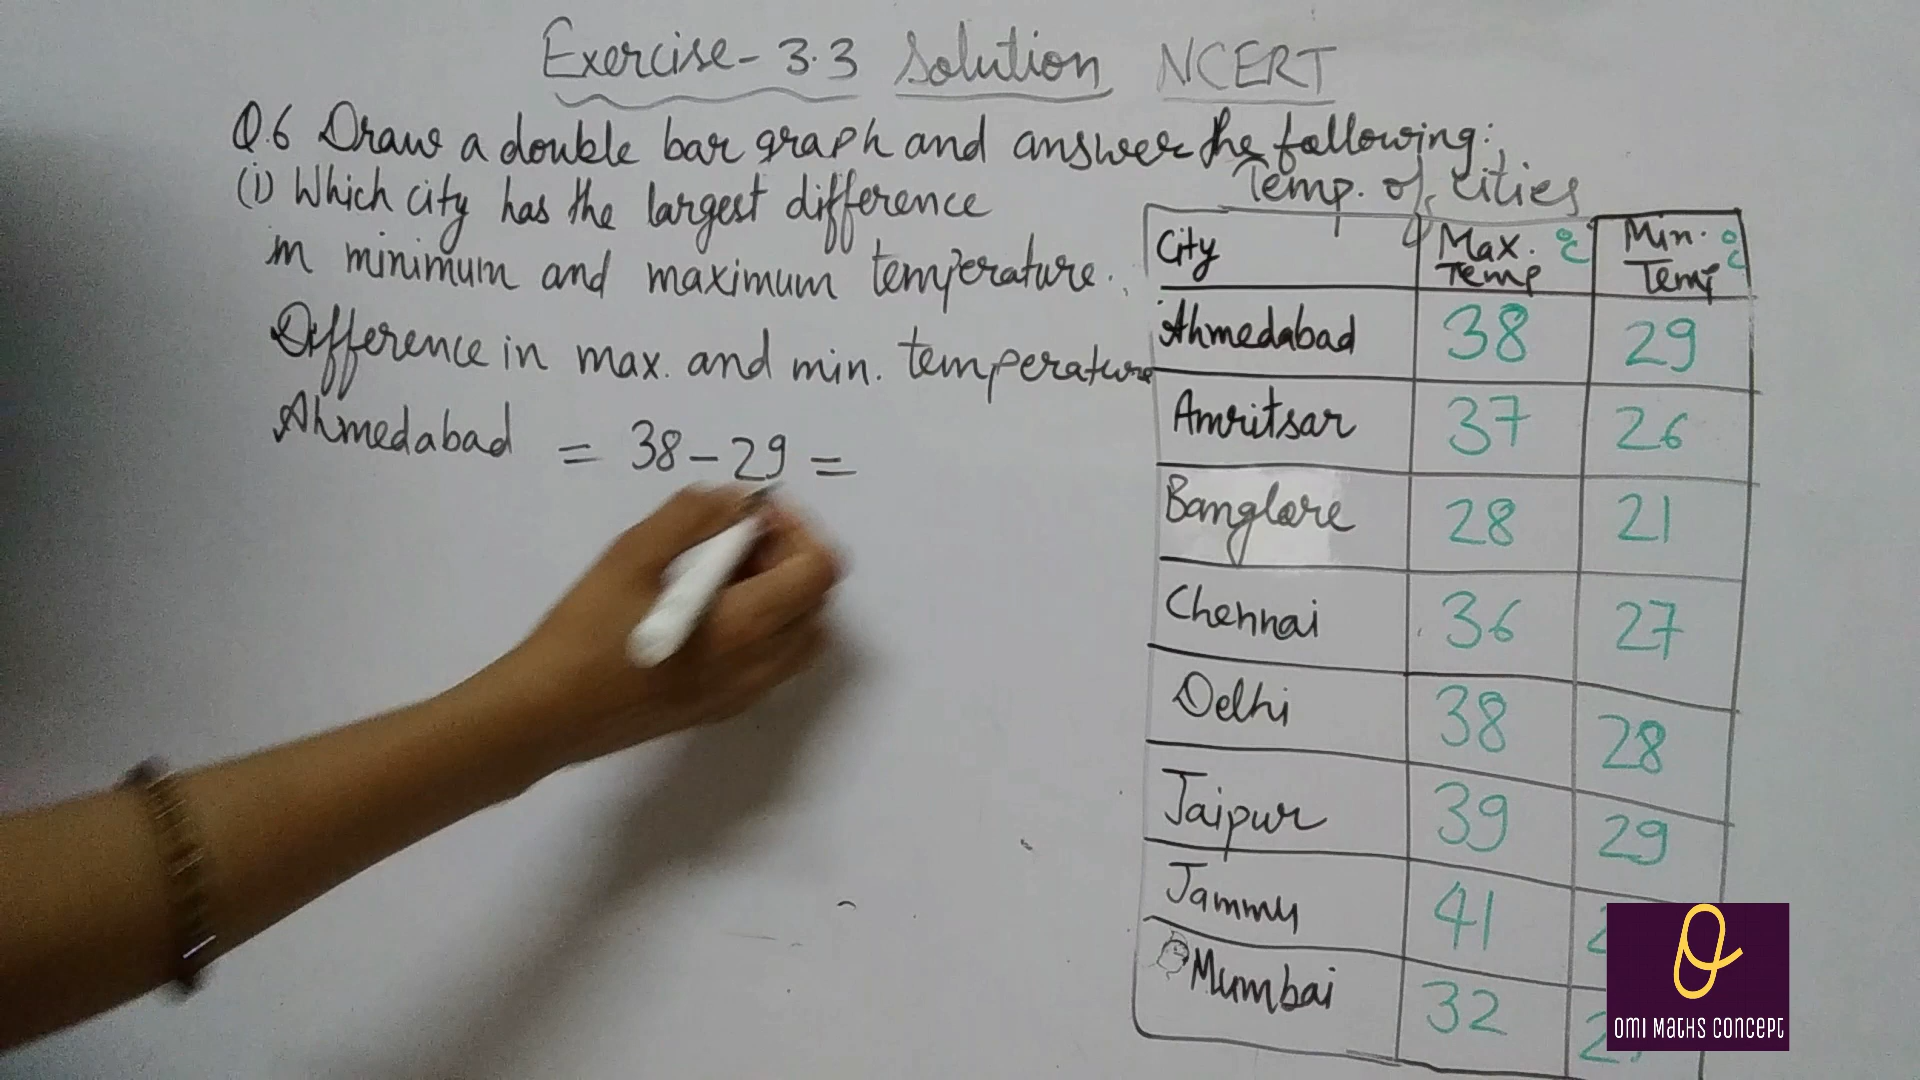 Exercise - 3.3 Solution NCERT
Q.6 Draw a double bar graph and answer the following:
(i) Which city has the largest difference
in minimum and maximum temperature.
Difference in max. and min. temperature
Ahmedabad = 38 - 29 =
Temp. of cities
City Max. Temp °C Min. Temp °C
Ahmedabad 38 29
Amritsar 37 26
Banglore 28 21
Chennai 36 27
Delhi 38 28
Jaipur 39 29
Jammu 41
Mumbai 32
OMI MATHS CONCEPT